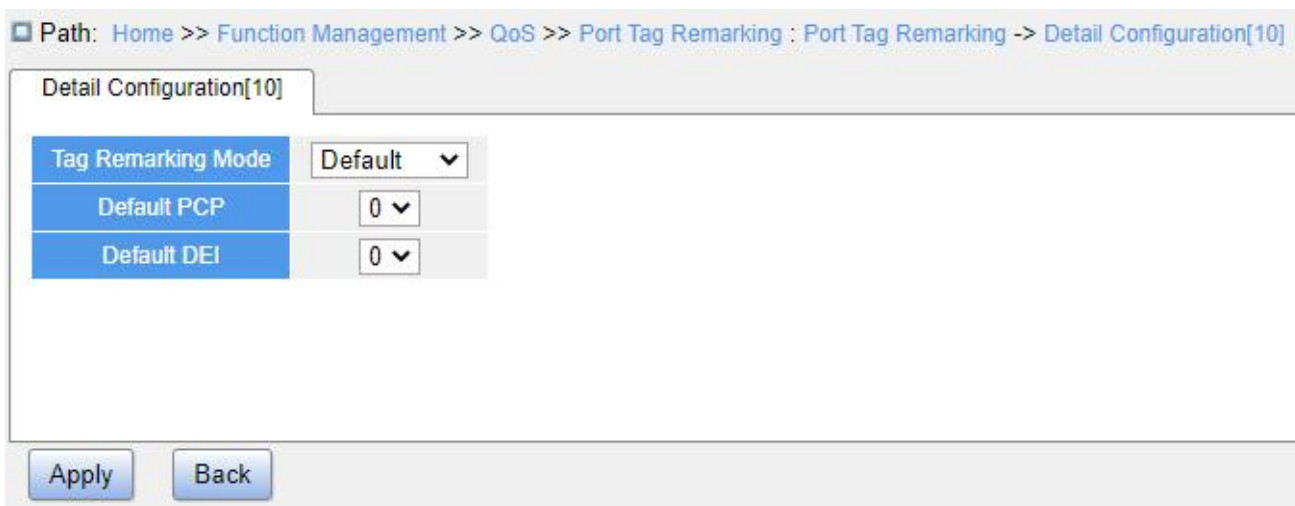 Path: Home >> Function Management >> QoS >> Port Tag Remarking : Port Tag Remarking -> Detail Configuration[10]
Detail Configuration[10]
Tag Remarking Mode Default
Default PCP 0
Default DEI 0
Apply Back